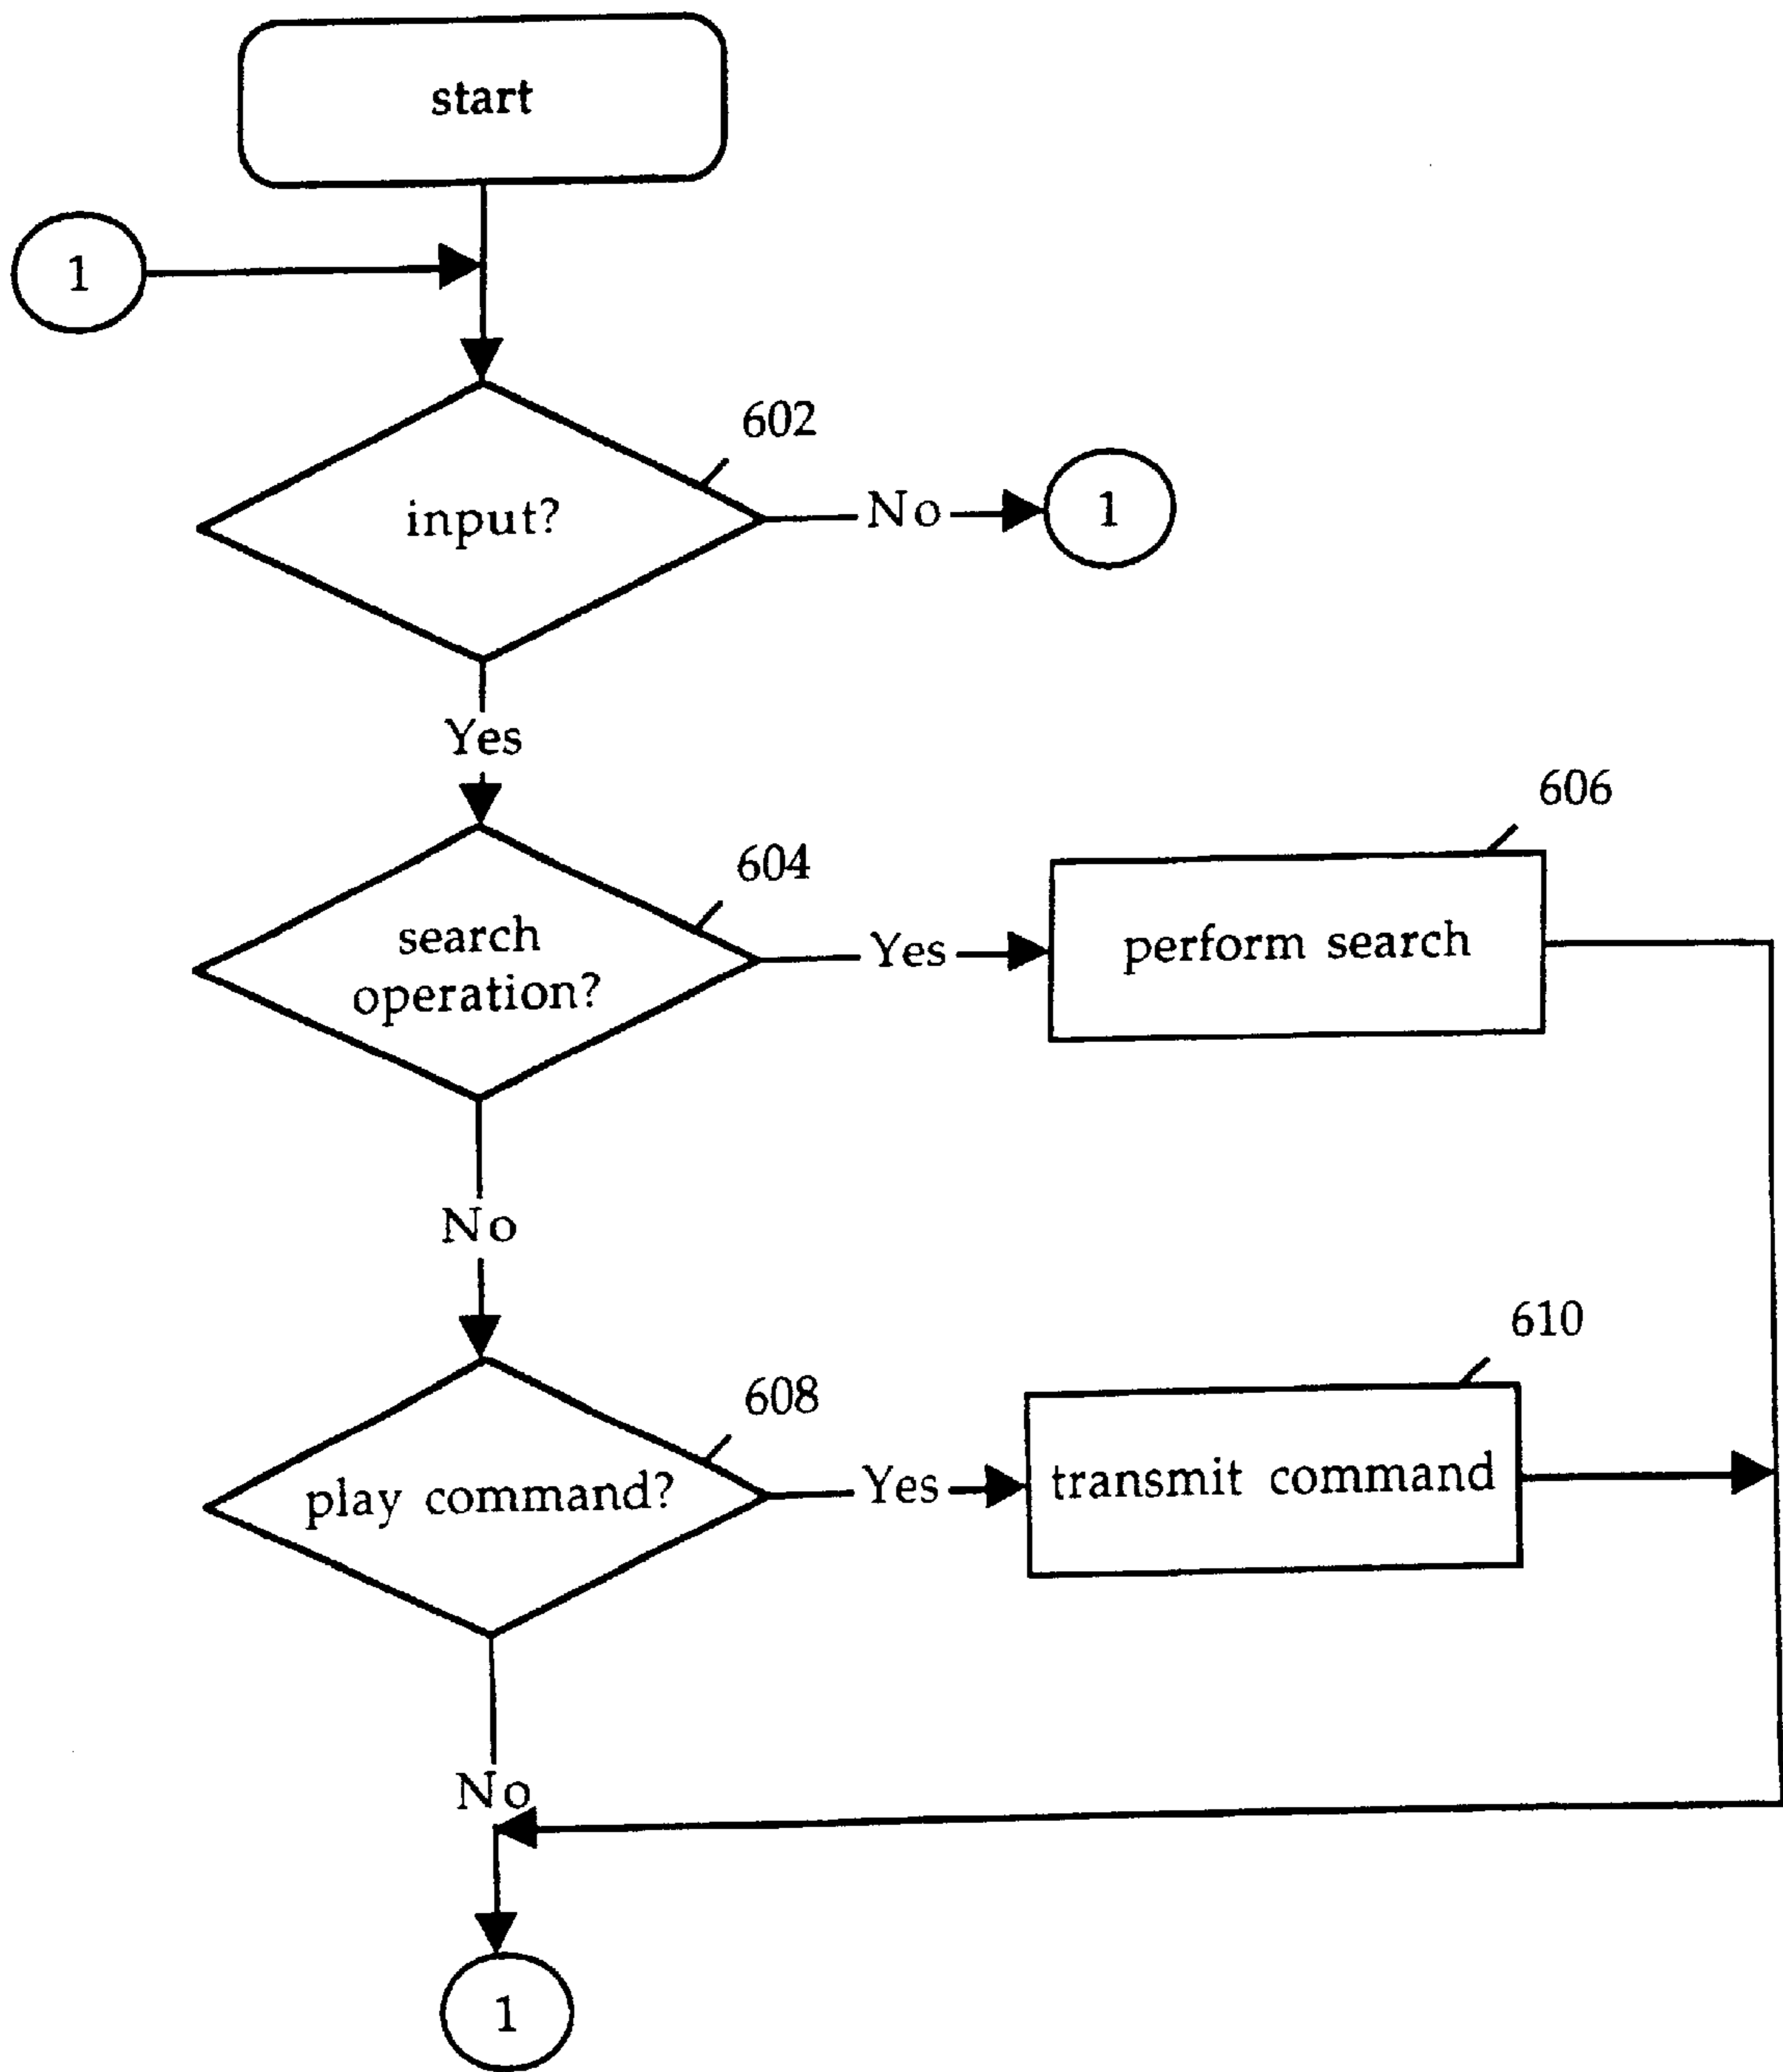 start
1
602
input?
No
1
Yes
606
604
search
operation?
Yes
perform search
No
610
608
play command?
Yes
transmit command
No
1